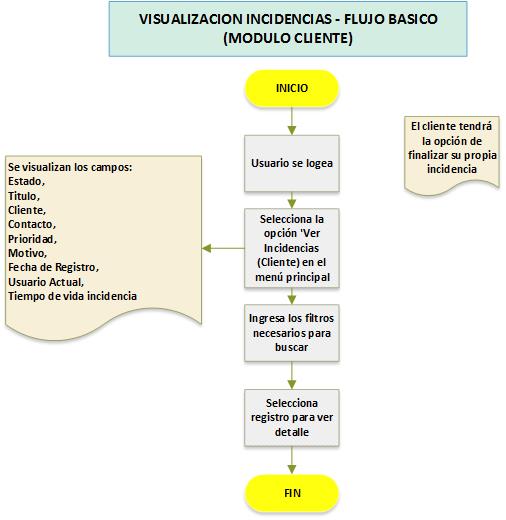 VISUALIZACION INCIDENCIAS - FLUJO BASICO
(MODULO CLIENTE)
INICIO
El cliente tendrá
la opción de
finalizar su propia
incidencia
Usuario se logea
Se visualizan los campos:
Estado,
Titulo,
Cliente,
Contacto,
Prioridad,
Motivo,
Fecha de Registro,
Usuario Actual,
Tiempo de vida incidencia
Selecciona la
opción 'Ver
Incidencias
(Cliente) en el
menú principal
Ingresa los filtros
necesarios para
buscar
Selecciona
registro para ver
detalle
FIN